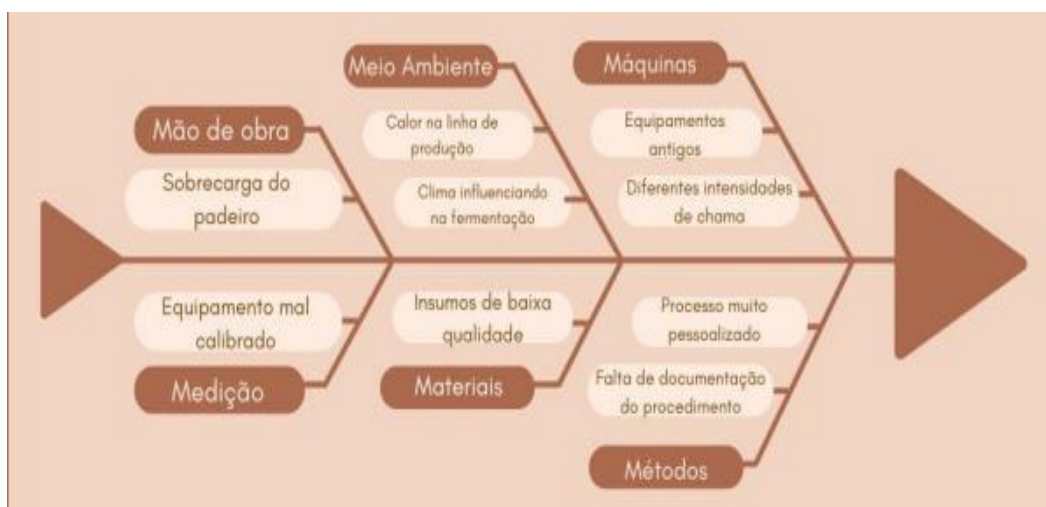 Mão de obra
Sobrecarga do
padeiro
Meio Ambiente
Calor na linha de
produção
Clima influenciando
na fermentação
Máquinas
Equipamentos
antigos
Diferentes intensidades
de chama
Equipamento mal
calibrado
Medição
Insumos de baixa
qualidade
Materiais
Processo muito
pessoalizado
Falta de documentação
do procedimento
Métodos